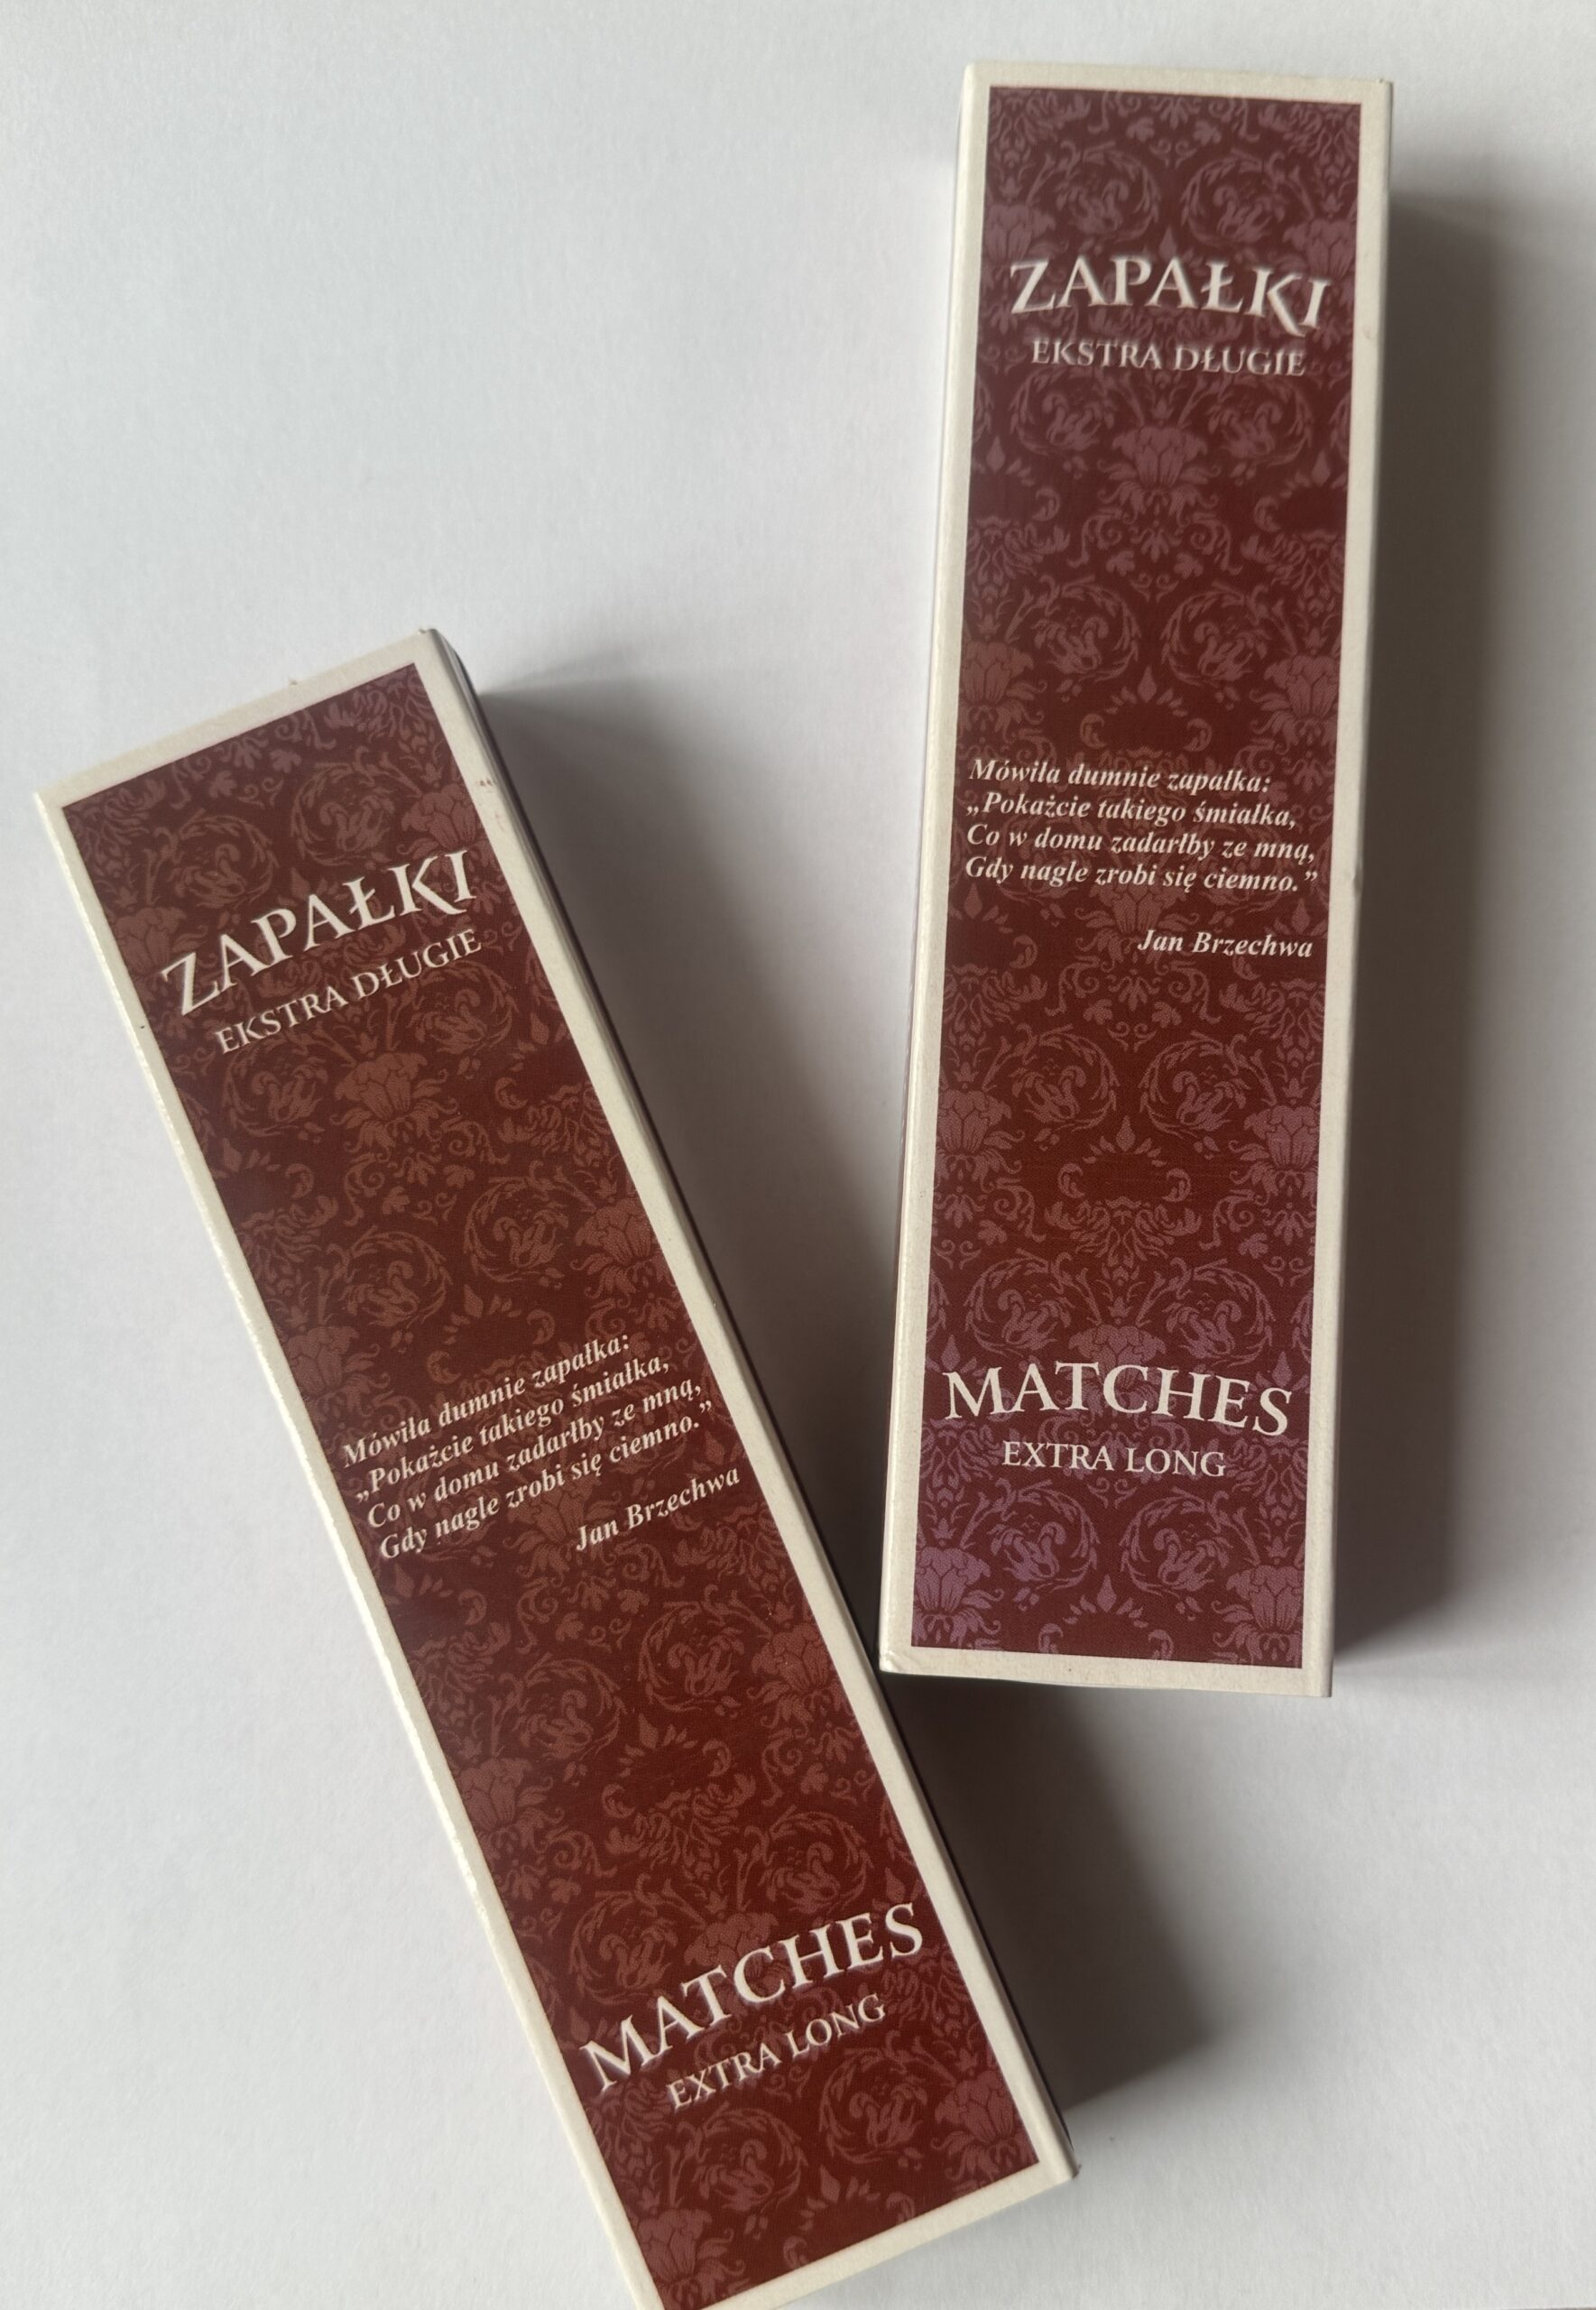 ZAPAŁKI
EKSTRA DŁUGIE
Mówiła dumnie zapałka:
„Pokażcie takiego śmiałka,
Co w domu zadarłby ze mną,
Gdy nagle zrobi się ciemno.”
Jan Brzechwa
MATCHES
EXTRA LONG
ZAPAŁKI
EKSTRA DŁUGIE
Mówiła dumnie zapałka:
„Pokażcie takiego śmiałka,
Co w domu zadarłby ze mną,
Gdy nagle zrobi się ciemno.”
Jan Brzechwa
MATCHES
EXTRA LONG